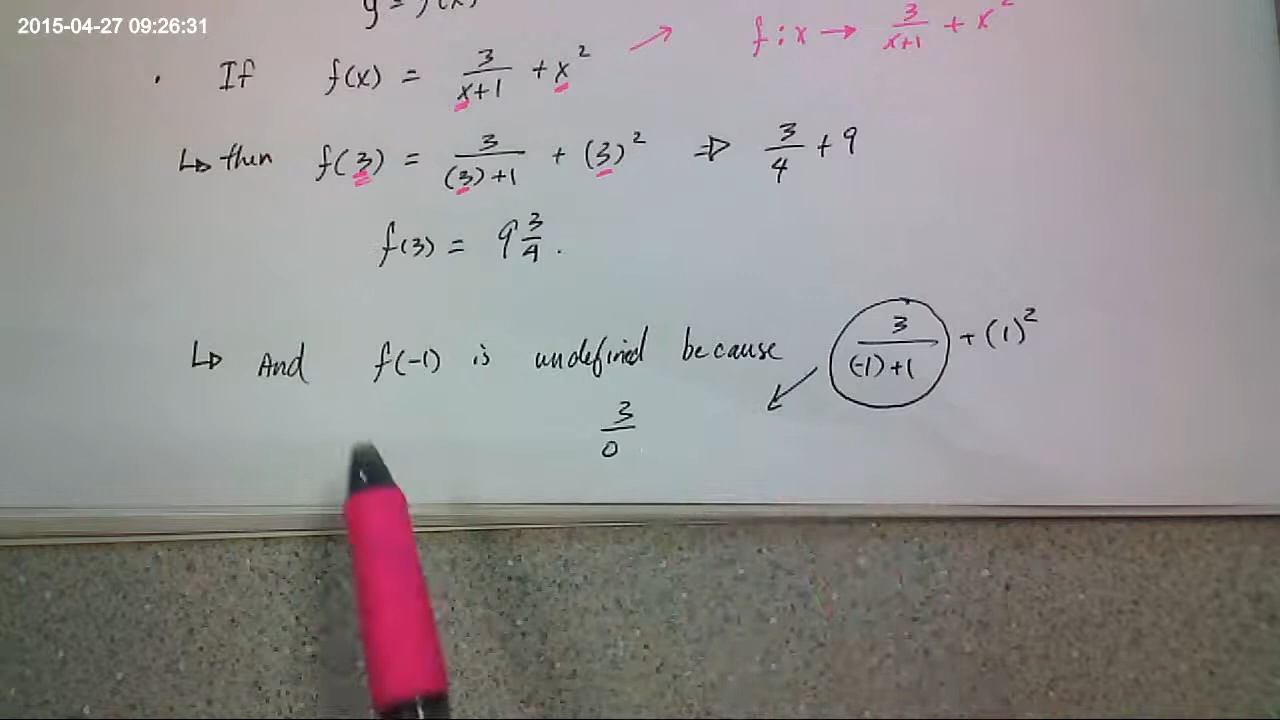 2015-04-27 09:26:31
y = f(x)
· If f(x) = 3/(x+1) + x² → f : x → 3/(x+1) + x²
↳ then f(3) = 3/((3)+1) + (3)² ⇒ 3/4 + 9
f(3) = 9 3/4 .
↳ And f(-1) is undefined because 3/((-1)+1) + (1)²
3/0